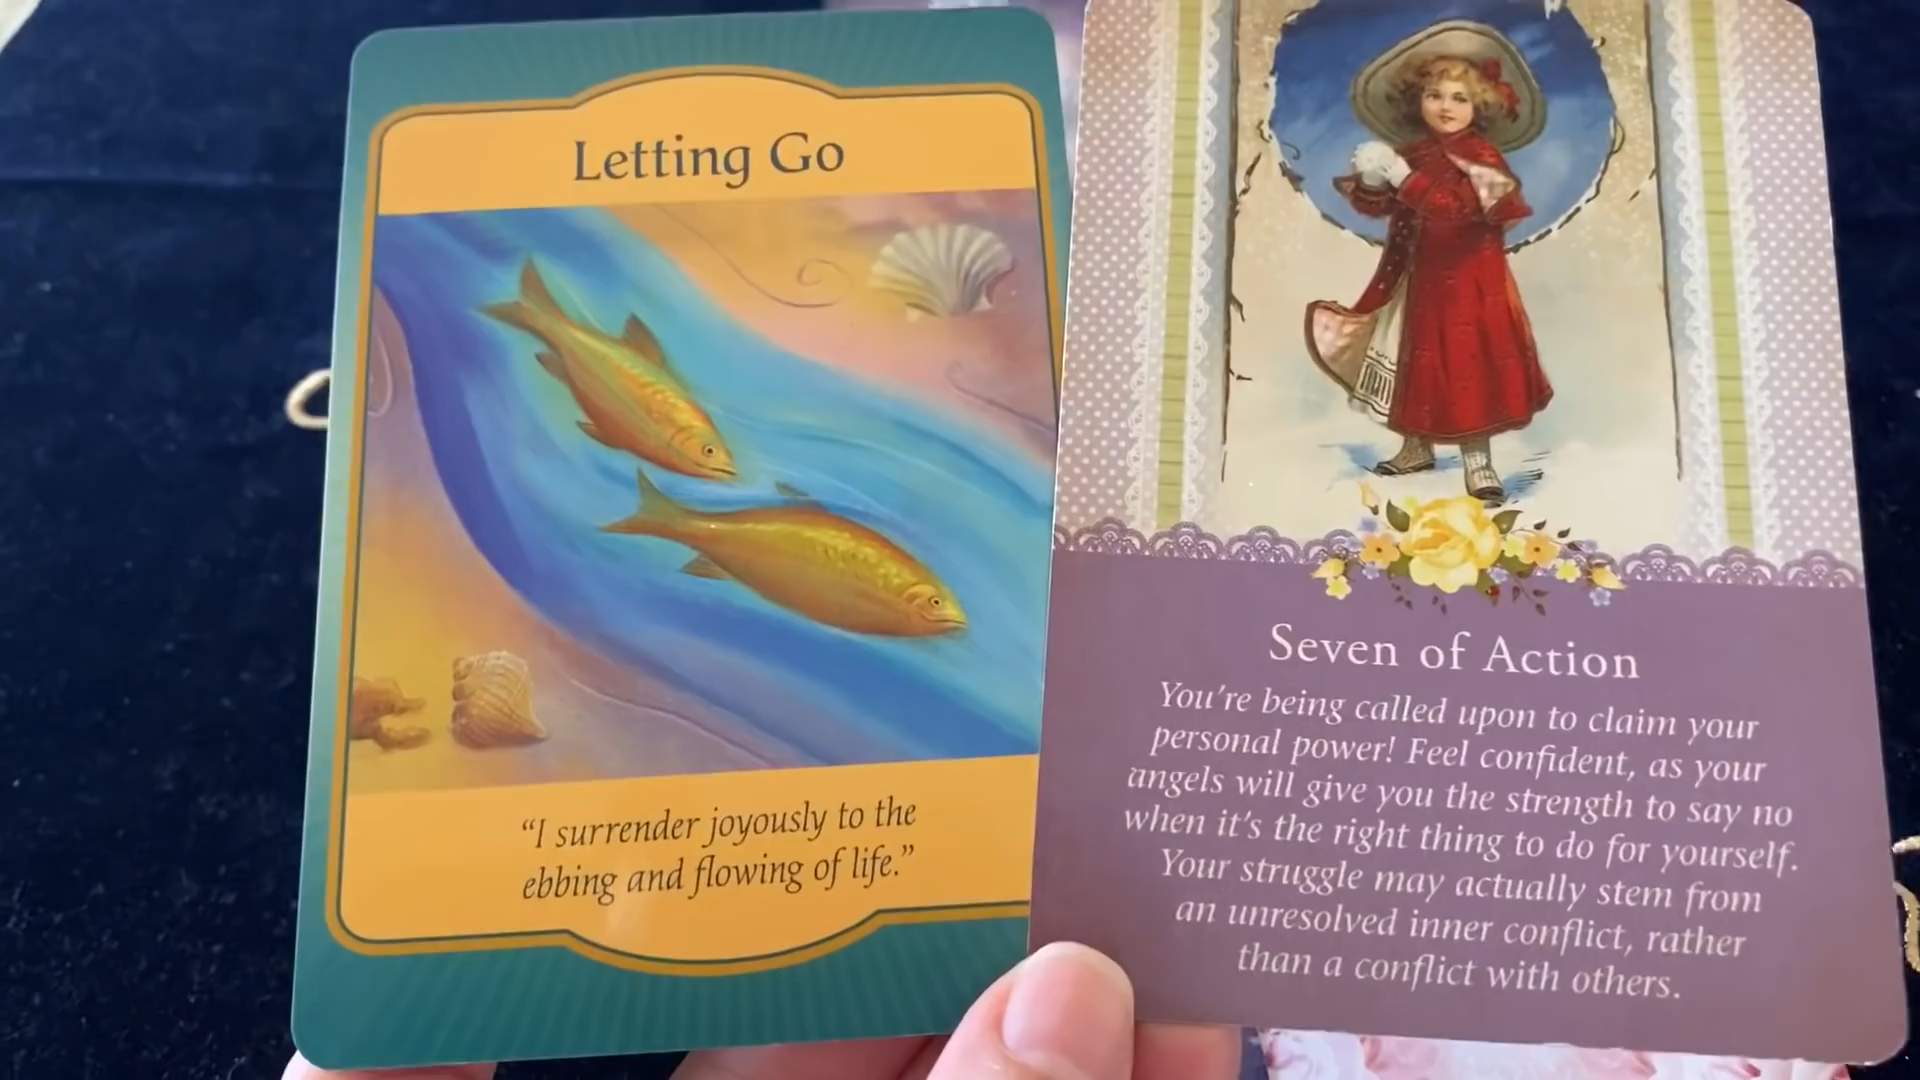 Letting Go
“I surrender joyously to the
ebbing and flowing of life.”
Seven of Action
You’re being called upon to claim your
personal power! Feel confident, as your
angels will give you the strength to say no
when it’s the right thing to do for yourself.
Your struggle may actually stem from
an unresolved inner conflict, rather
than a conflict with others.